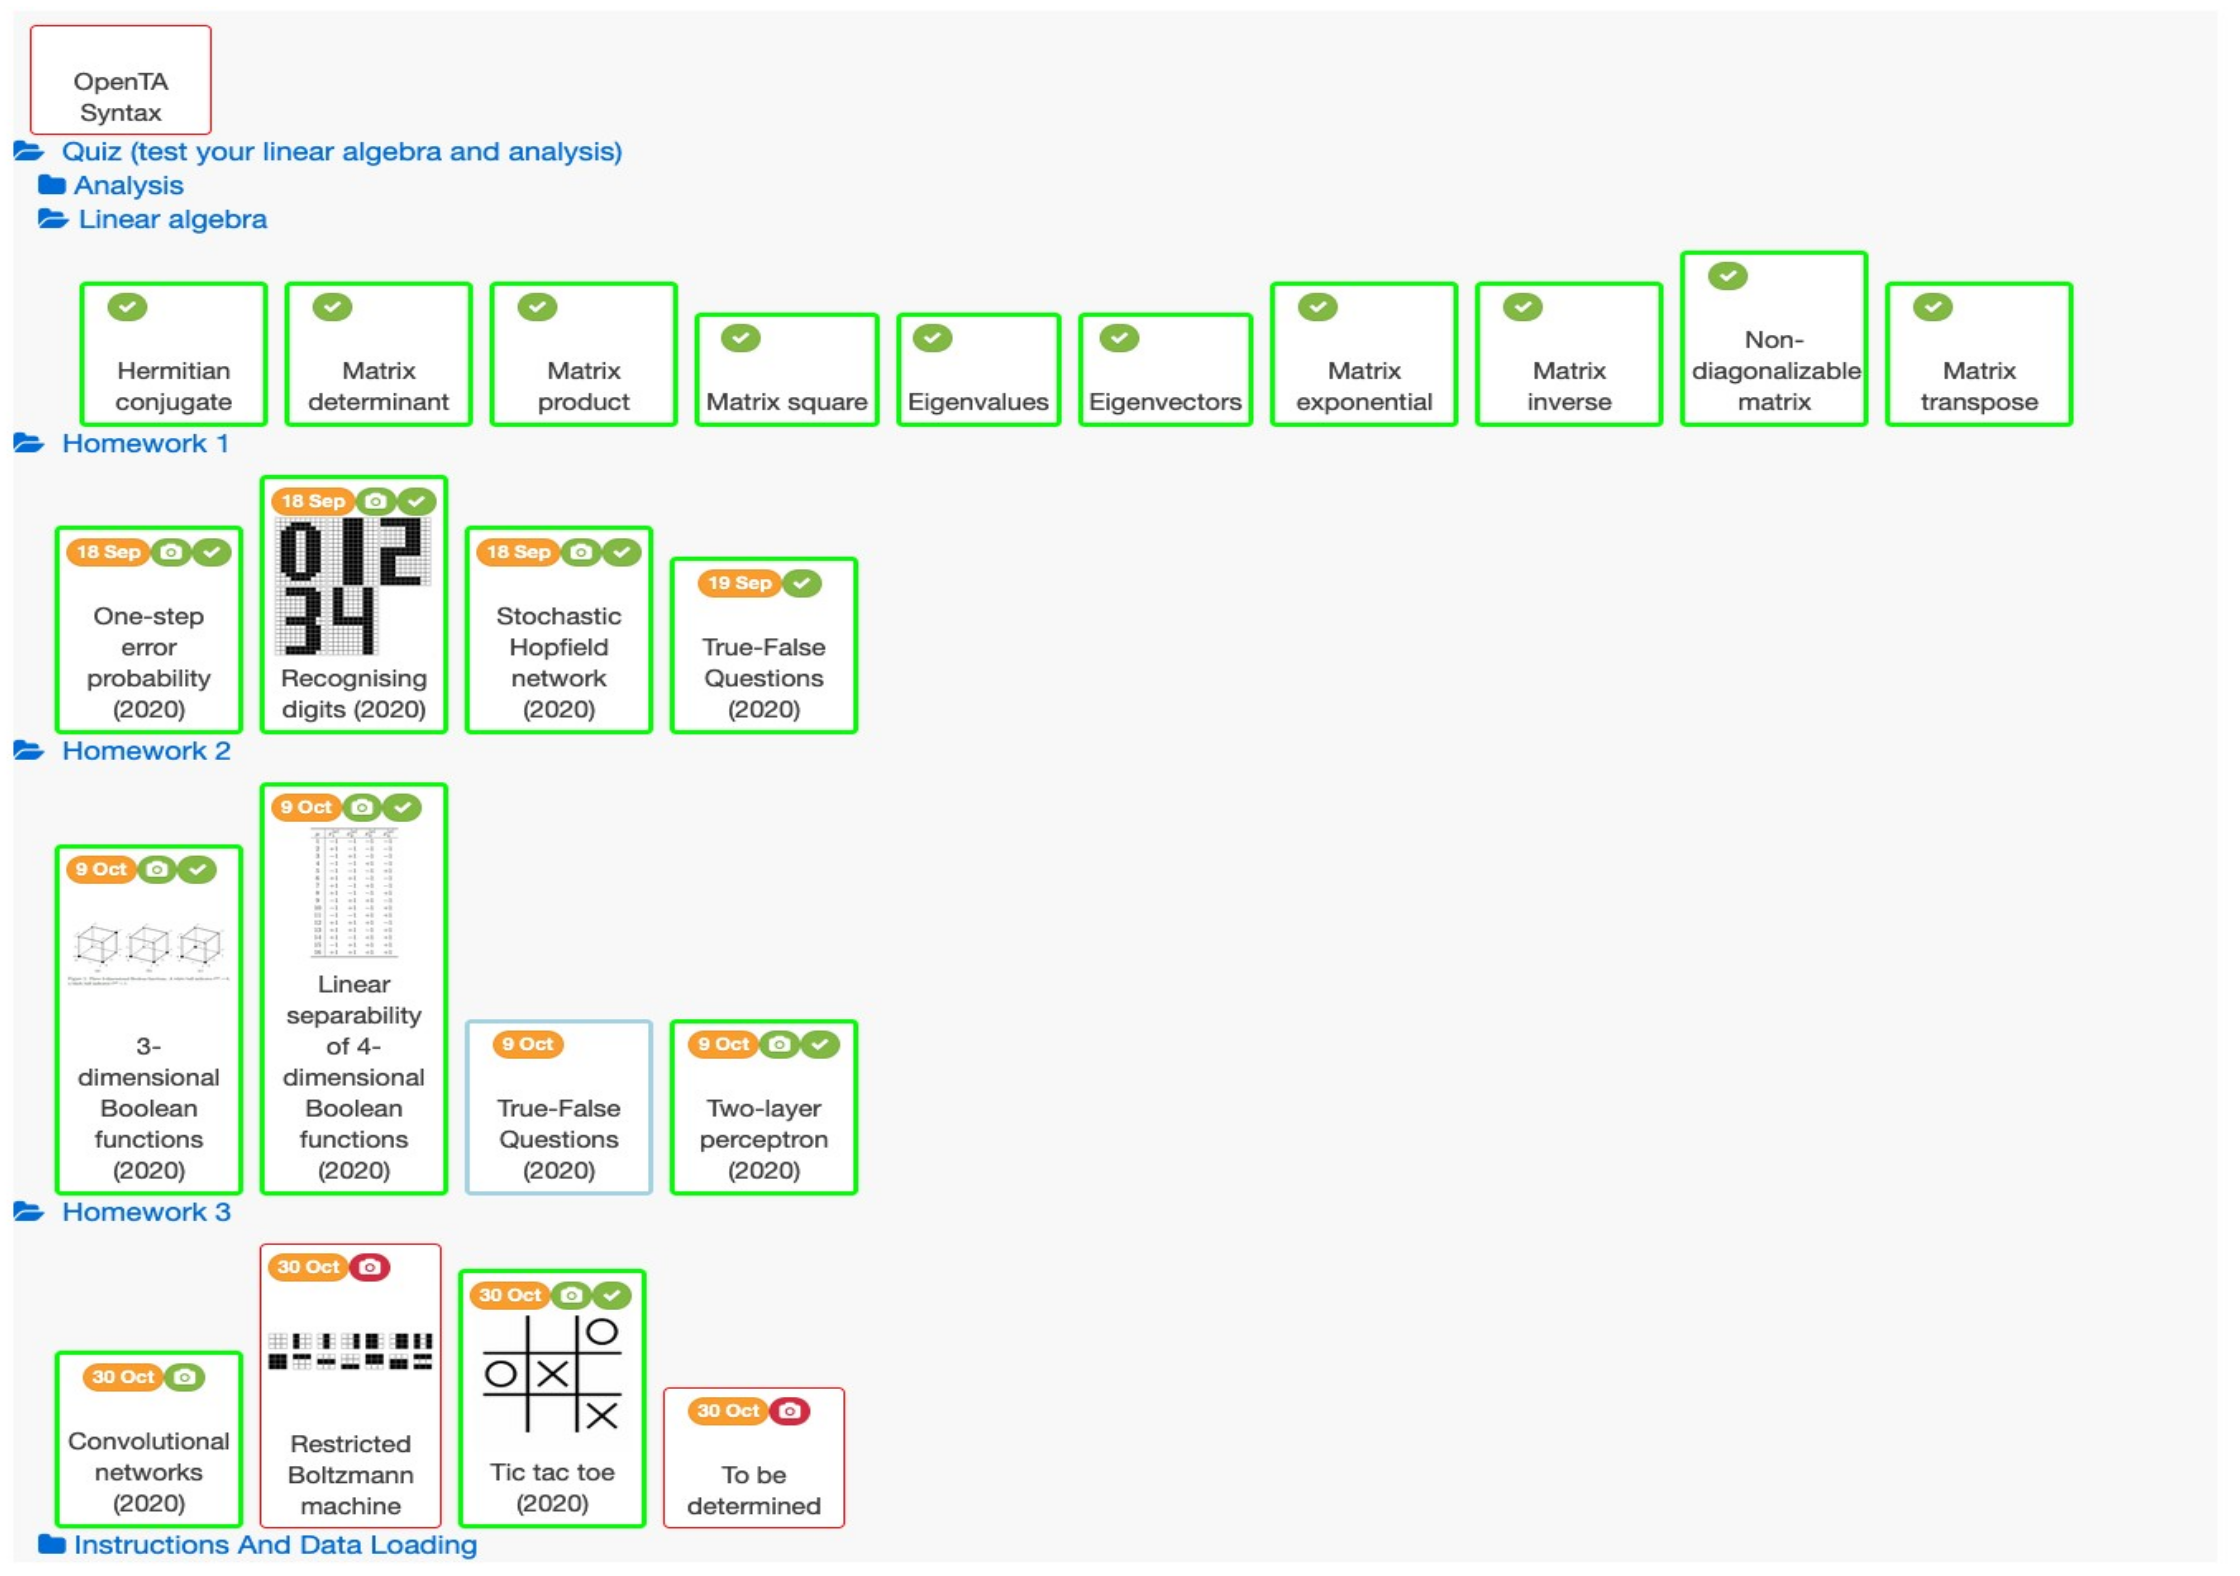 OpenTA
Syntax
Quiz (test your linear algebra and analysis)
Analysis
Linear algebra
Hermitian
conjugate
Matrix
determinant
Matrix
product
Matrix square
Eigenvalues
Eigenvectors
Matrix
exponential
Matrix
inverse
Non-
diagonalizable
matrix
Matrix
transpose
Homework 1
18 Sep
One-step
error
probability
(2020)
18 Sep
012
34
Recognising
digits (2020)
18 Sep
Stochastic
Hopfield
network
(2020)
19 Sep
True-False
Questions
(2020)
Homework 2
9 Oct
3-
dimensional
Boolean
functions
(2020)
9 Oct
Linear
separability
of 4-
dimensional
Boolean
functions
(2020)
9 Oct
True-False
Questions
(2020)
9 Oct
Two-layer
perceptron
(2020)
Homework 3
30 Oct
Convolutional
networks
(2020)
30 Oct
Restricted
Boltzmann
machine
30 Oct
Tic tac toe
(2020)
30 Oct
To be
determined
Instructions And Data Loading